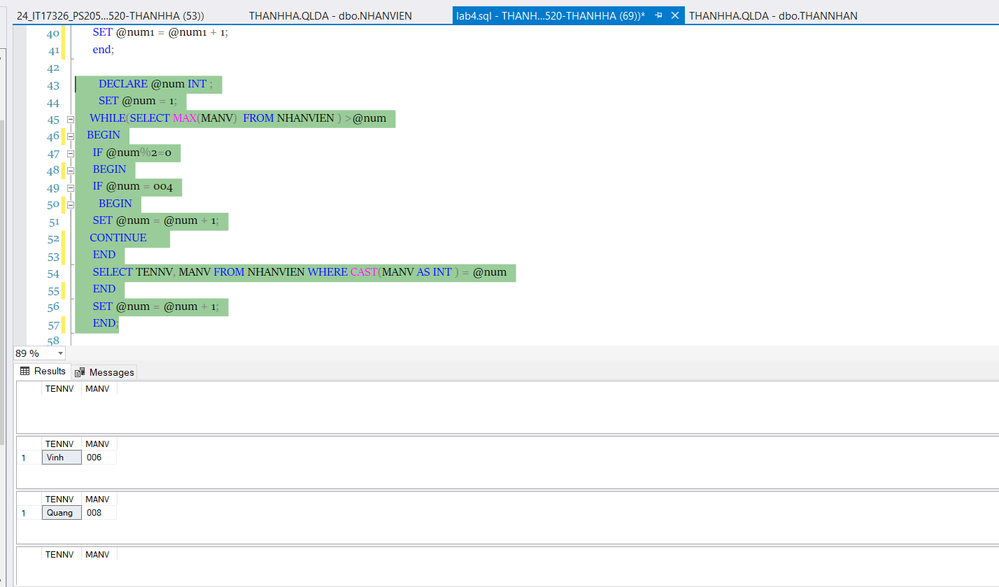 24_IT17326_PS205...520-THANHHA (53)) THANHHA.QLDA - dbo.NHANVIEN lab4.sql - THANH...520-THANHHA (69))* THANHHA.QLDA - dbo.THANNHAN
40 SET @num1 = @num1 + 1;
41 end;
42
43 DECLARE @num INT ;
44 SET @num = 1;
45 WHILE(SELECT MAX(MANV) FROM NHANVIEN ) >@num
46 BEGIN
47 IF @num%2=0
48 BEGIN
49 IF @num = 004
50 BEGIN
51 SET @num = @num + 1;
52 CONTINUE
53 END
54 SELECT TENNV, MANV FROM NHANVIEN WHERE CAST(MANV AS INT ) = @num
55 END
56 SET @num = @num + 1;
57 END;
58
89 %
Results Messages
TENNV MANV
TENNV MANV
1 Vinh 006
TENNV MANV
1 Quang 008
TENNV MANV